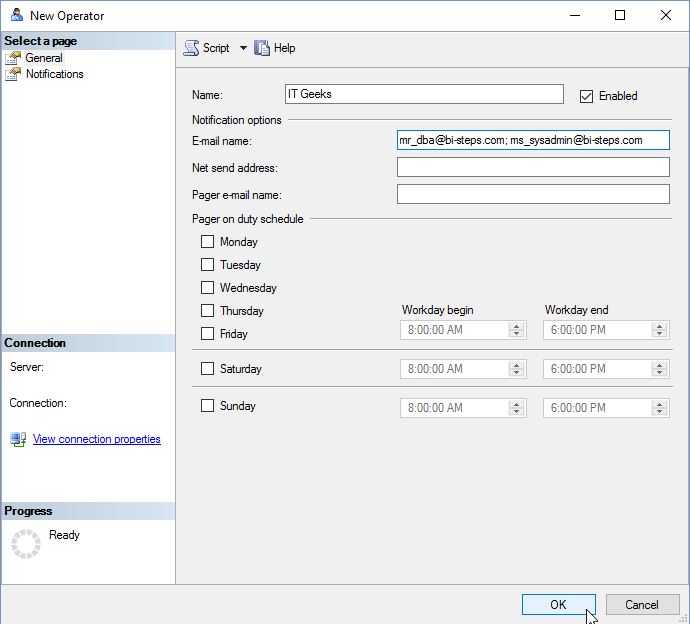 New Operator
Select a page
General
Notifications
Script Help
Name: IT Geeks Enabled
Notification options
E-mail name: mr_dba@bi-steps.com; ms_sysadmin@bi-steps.com
Net send address:
Pager e-mail name:
Pager on duty schedule
Monday
Tuesday
Wednesday
Thursday Workday begin Workday end
Friday 8:00:00 AM 6:00:00 PM
Saturday 8:00:00 AM 6:00:00 PM
Sunday 8:00:00 AM 6:00:00 PM
Connection
Server:
Connection:
View connection properties
Progress
Ready
OK Cancel